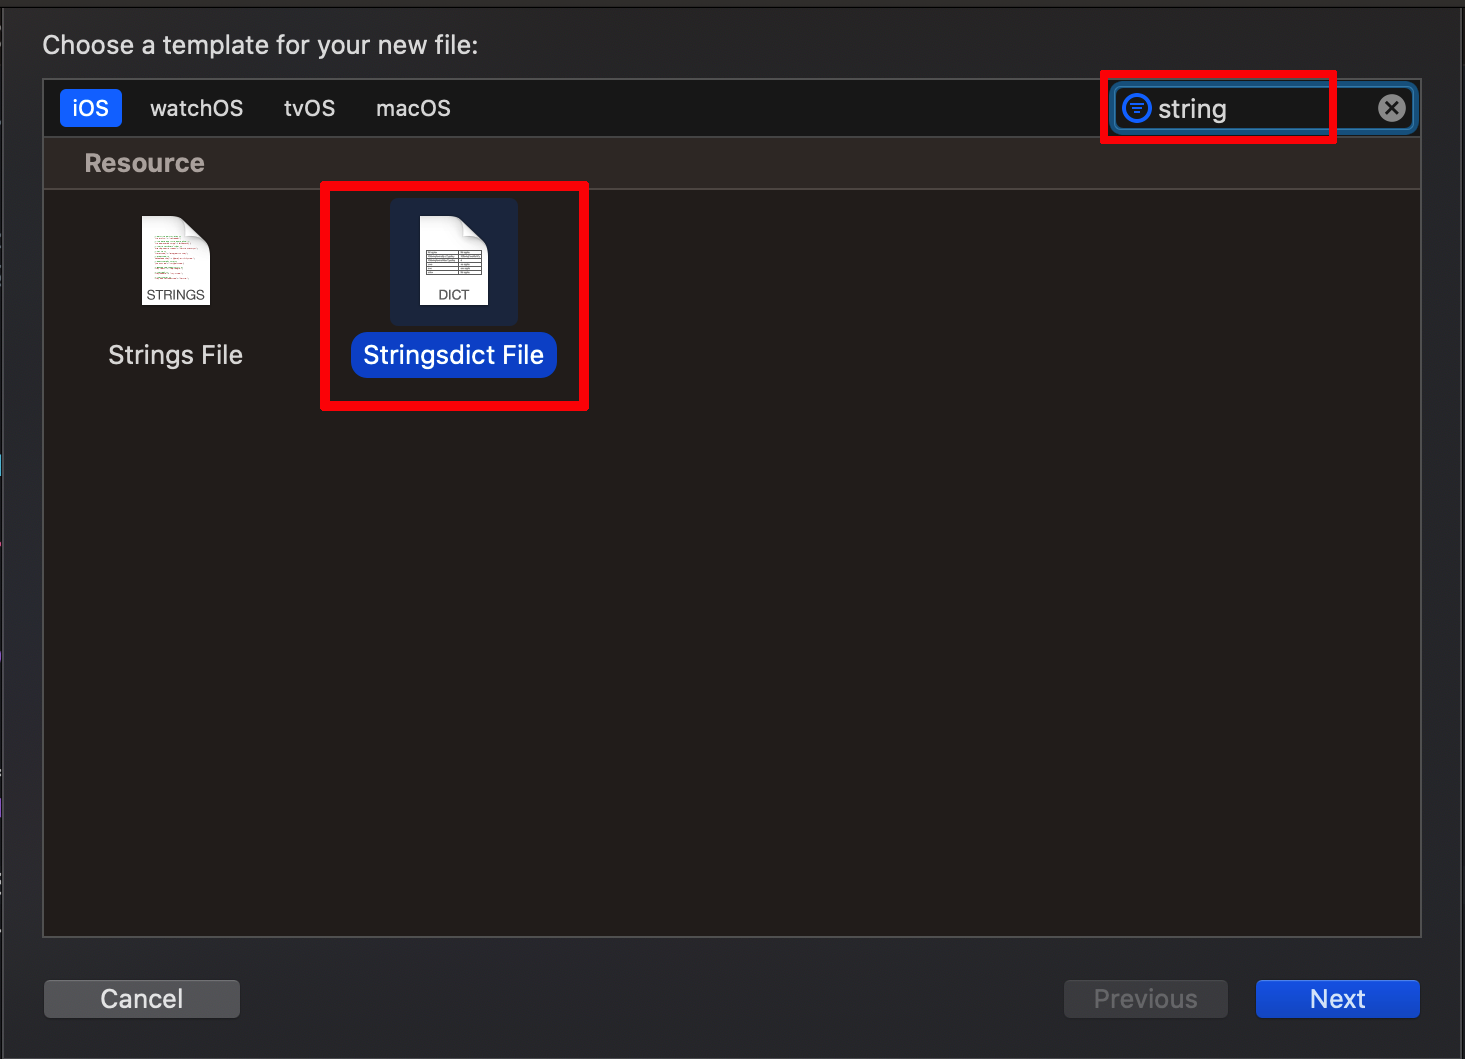 Choose a template for your new file:
iOS watchOS tvOS macOS string
Resource
STRINGS DICT
Strings File Stringsdict File
Cancel Previous Next